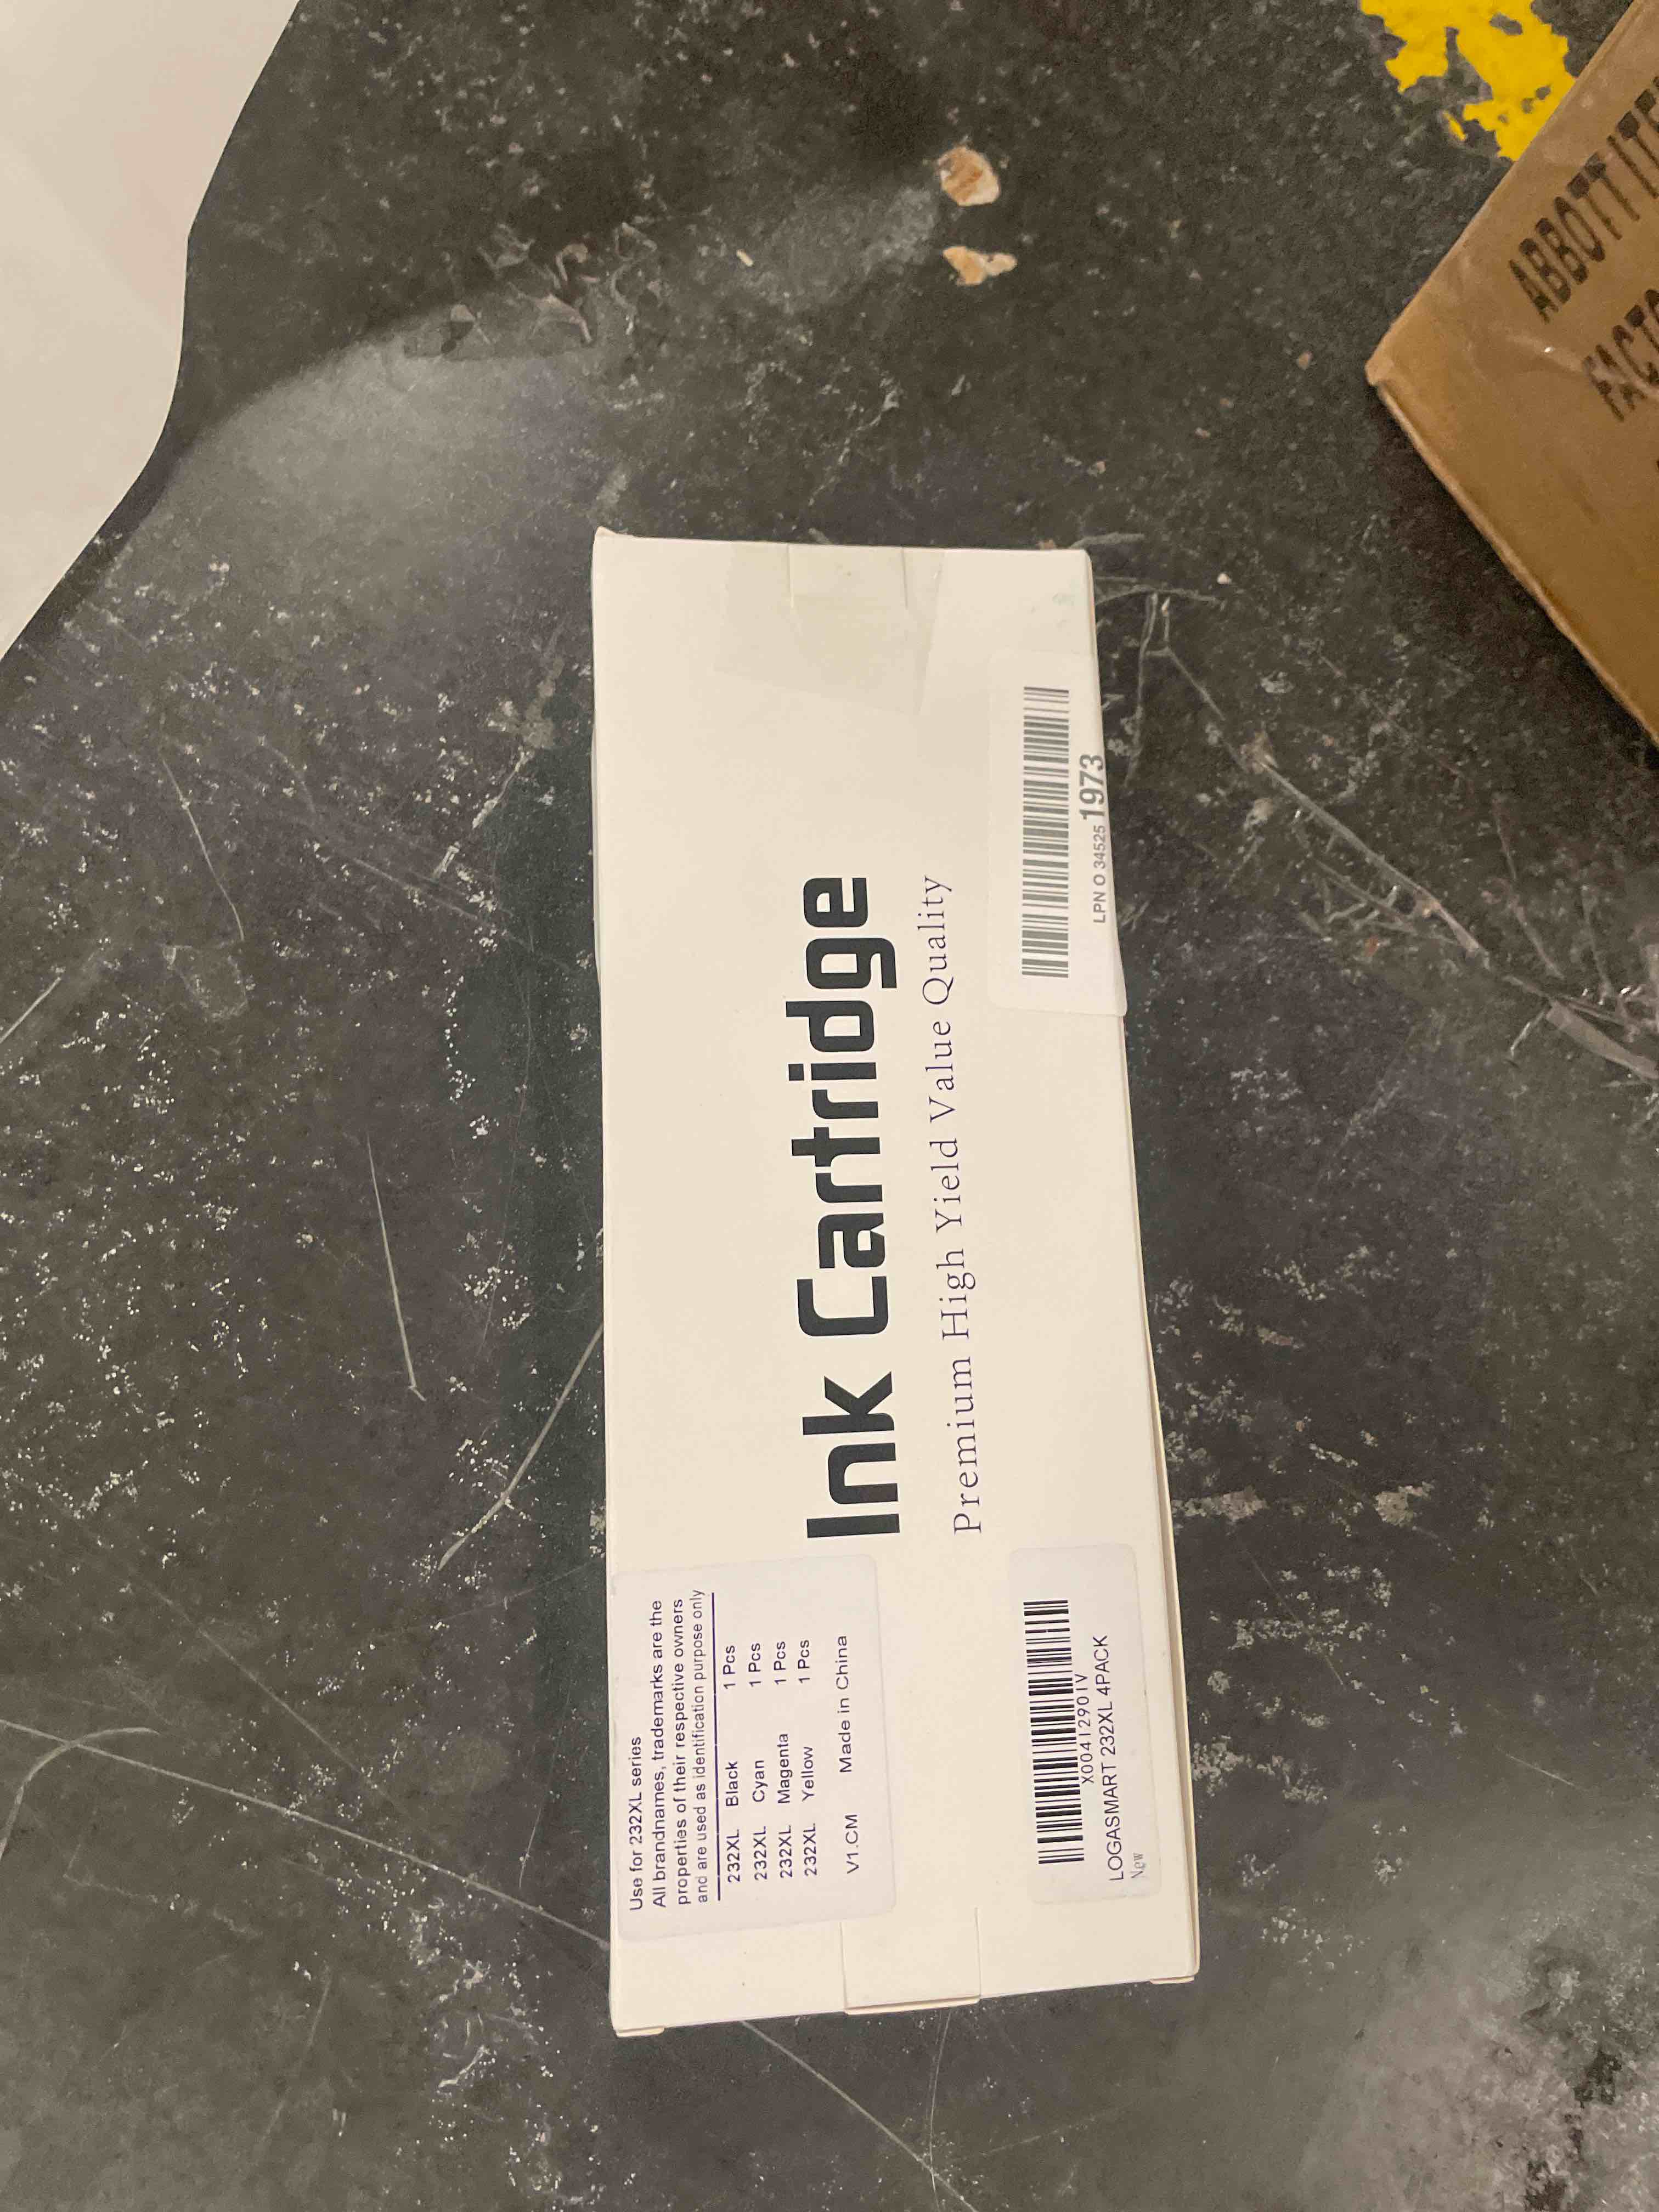 Use for 232XL series
All brandnames, trademarks are the
properties of their respective owners
and are used as identification purpose only
232XL Black 1 Pcs
232XL Cyan 1 Pcs
232XL Magenta 1 Pcs
232XL Yellow 1 Pcs
V1.CM Made in China
Ink Cartridge
Premium High Yield Value Quality
X004I290IV
LOGASMART 232XL 4PACK
New
LPN O 34525 1973
ABBOTT